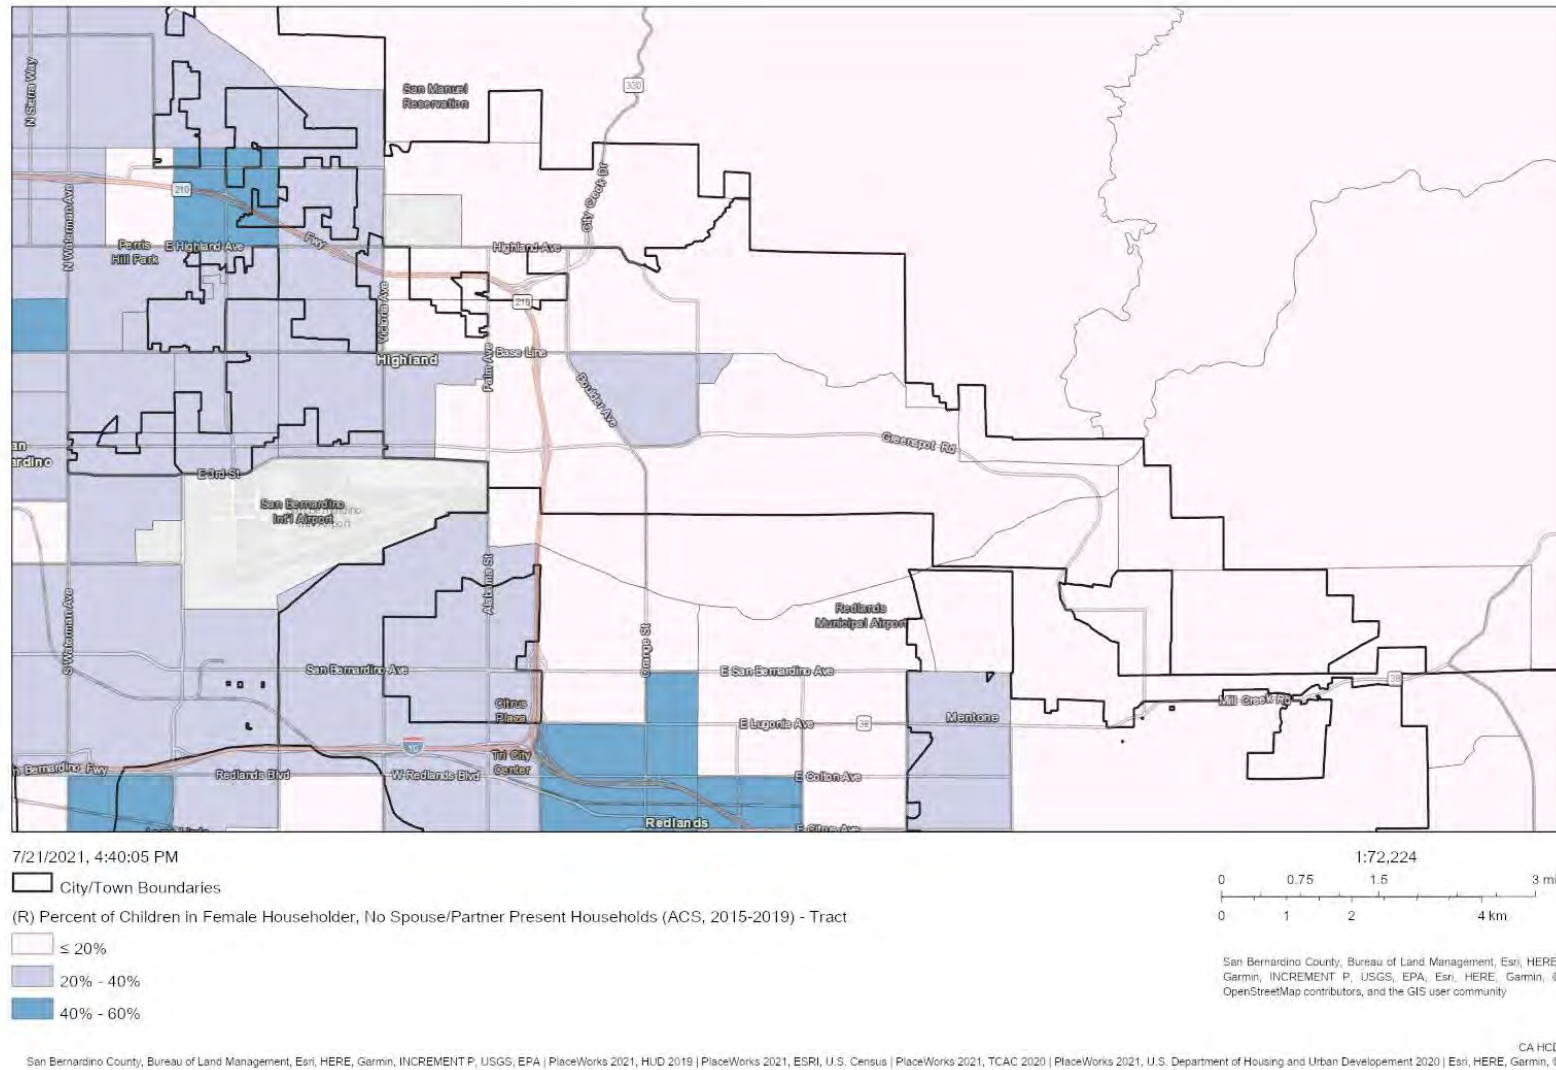 330
San Manuel
Reservation
N Sierra Way
City Creek Dr
210
N Waterman Ave
Perris
Hill Park
E Highland Ave
Fwy
Highland Ave
Victoria Ave
210
Highland
Palm Ave
Base Line
Boulder Ave
Greenspot Rd
an
ardino
E 3rd St
San Bernardino
Int'l Airport
Alabama St
S Waterman Ave
Redlands
Municipal Airport
Orange St
San Bernardino Ave
E San Bernardino Ave
38
Mill Creek Rd
Citrus
Plaza
E Lugonia Ave
38
Mentone
10
Tri City
Center
n Bernardino Fwy
Redlands Blvd
W Redlands Blvd
E Colton Ave
Redlands
E Citrus Ave
7/21/2021, 4:40:05 PM
City/Town Boundaries
(R) Percent of Children in Female Householder, No Spouse/Partner Present Households (ACS, 2015-2019) - Tract
≤ 20%
20% - 40%
40% - 60%
1:72,224
0 0.75 1.5 3 mi
0 1 2 4 km
San Bernardino County, Bureau of Land Management, Esri, HERE
Garmin, INCREMENT P, USGS, EPA, Esri, HERE, Garmin, ©
OpenStreetMap contributors, and the GIS user community
CA HCD
San Bernardino County, Bureau of Land Management, Esri, HERE, Garmin, INCREMENT P, USGS, EPA | PlaceWorks 2021, HUD 2019 | PlaceWorks 2021, ESRI, U.S. Census | PlaceWorks 2021, TCAC 2020 | PlaceWorks 2021, U.S. Department of Housing and Urban Developement 2020 | Esri, HERE, Garmin, ©